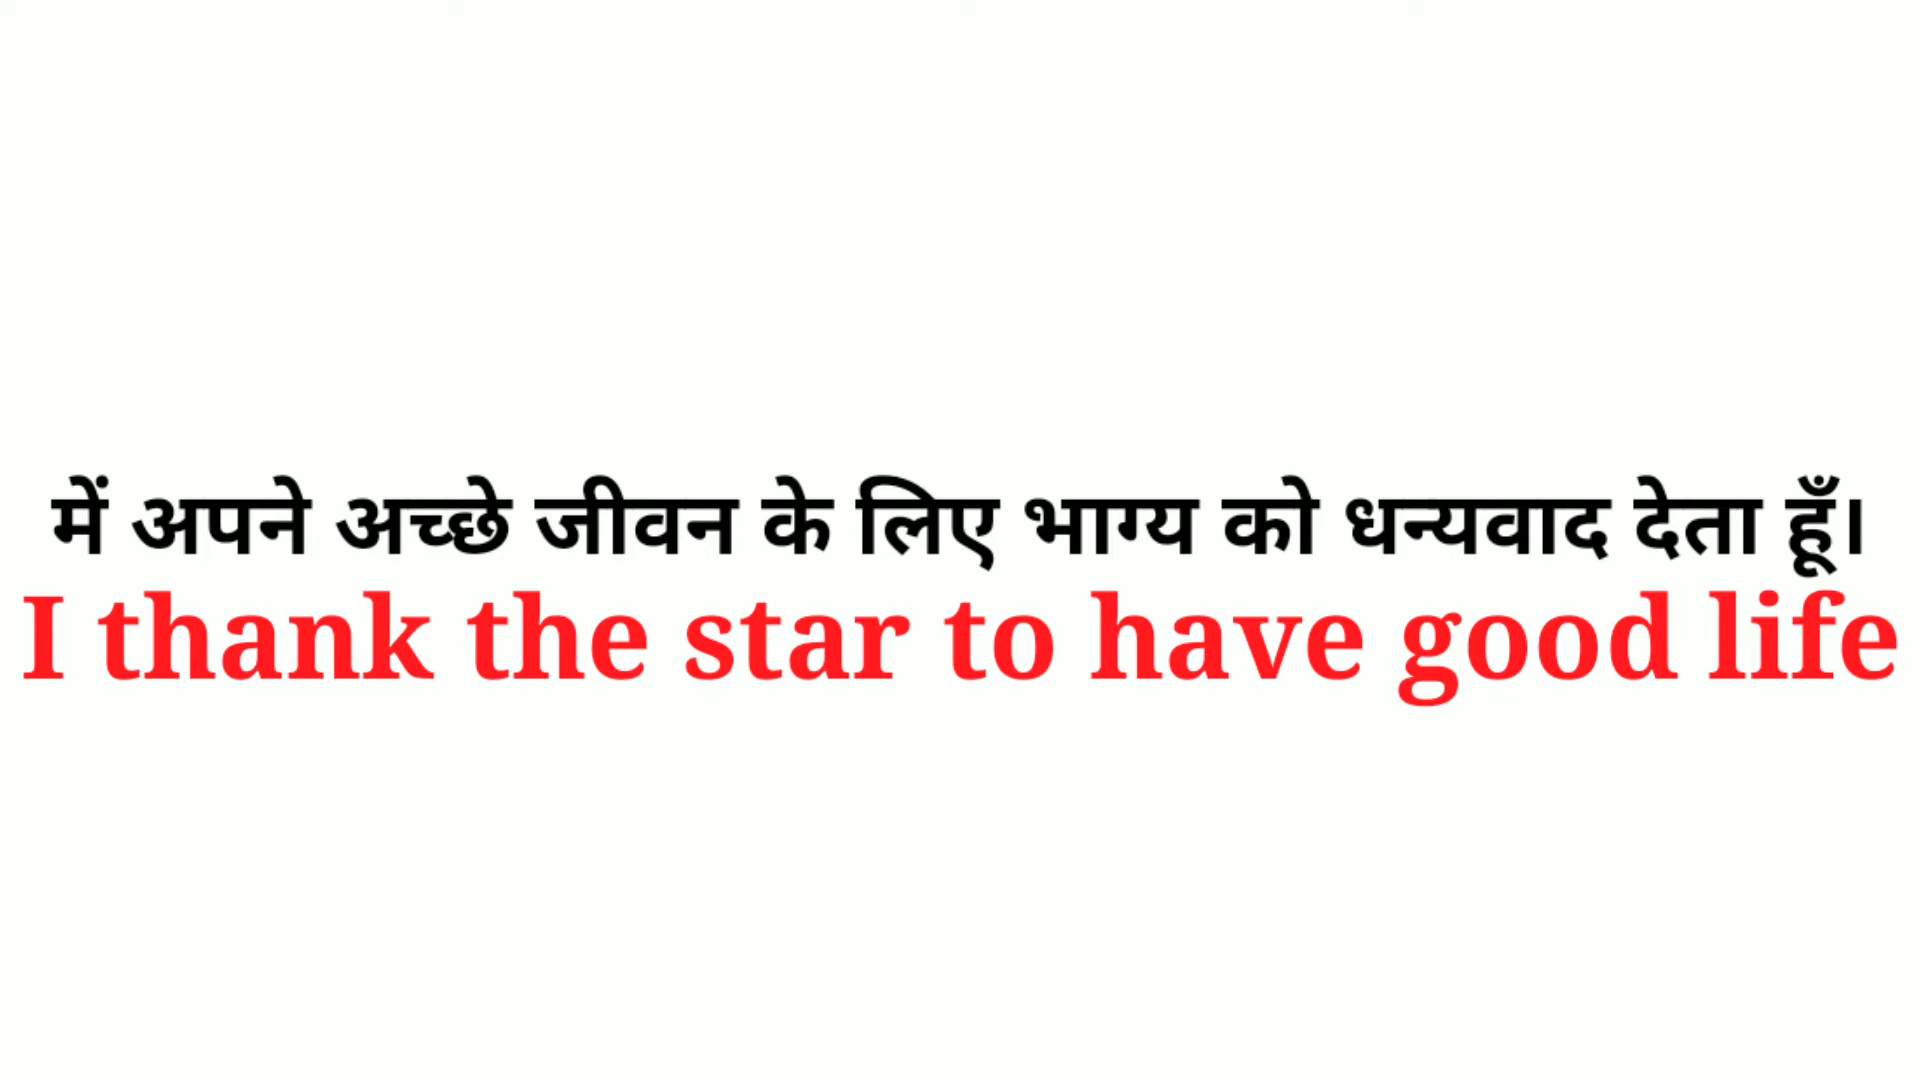 में अपने अच्छे जीवन के लिए भाग्य को धन्यवाद देता हूँ।
I thank the star to have good life